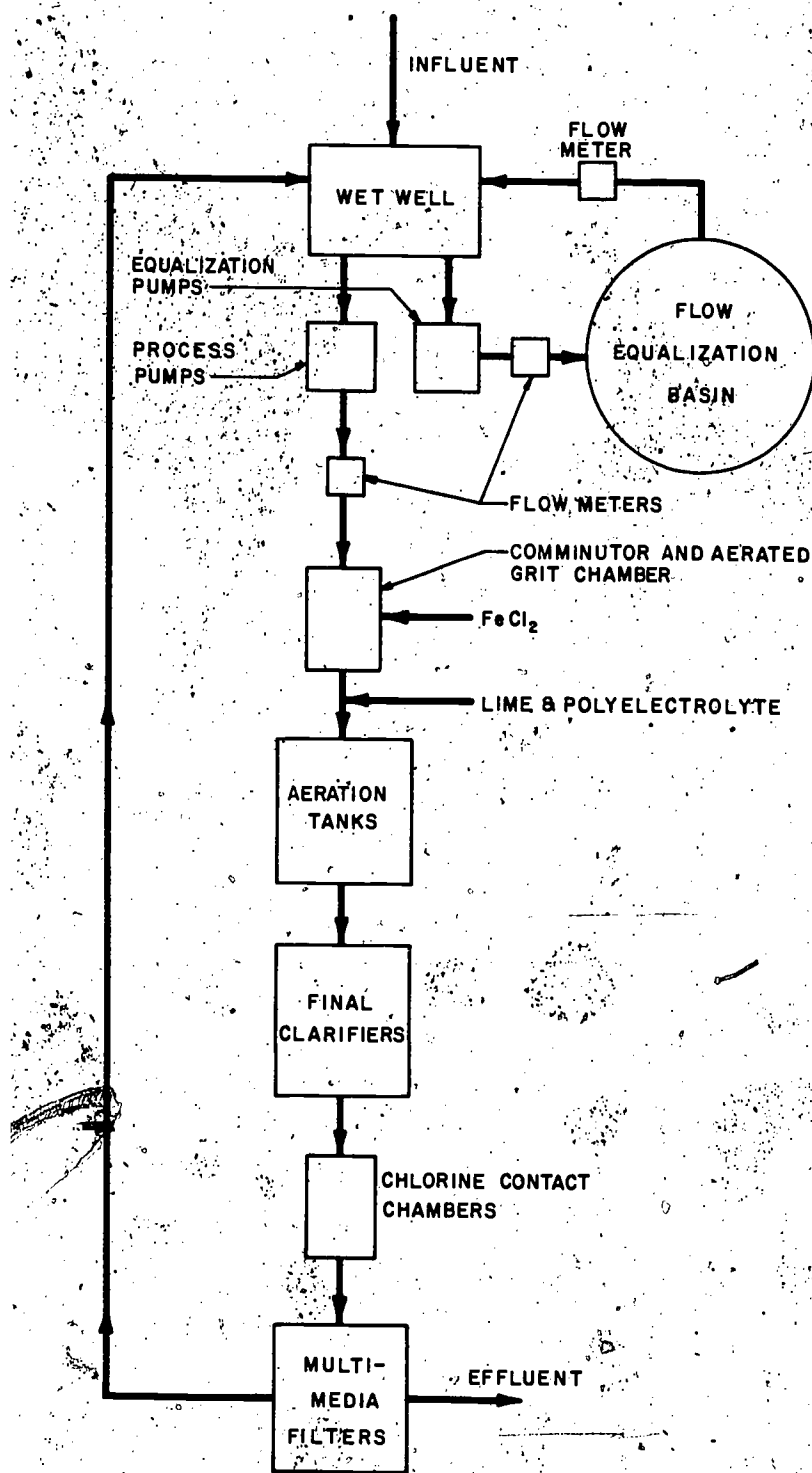 INFLUENT
FLOW
METER
WET WELL
EQUALIZATION
PUMPS
PROCESS
PUMPS
FLOW
EQUALIZATION
BASIN
FLOW METERS
COMMINUTOR AND AERATED
GRIT CHAMBER
FeCl2
LIME & POLYELECTROLYTE
AERATION
TANKS
FINAL
CLARIFIERS
CHLORINE CONTACT
CHAMBERS
MULTI-
MEDIA
FILTERS
EFFLUENT